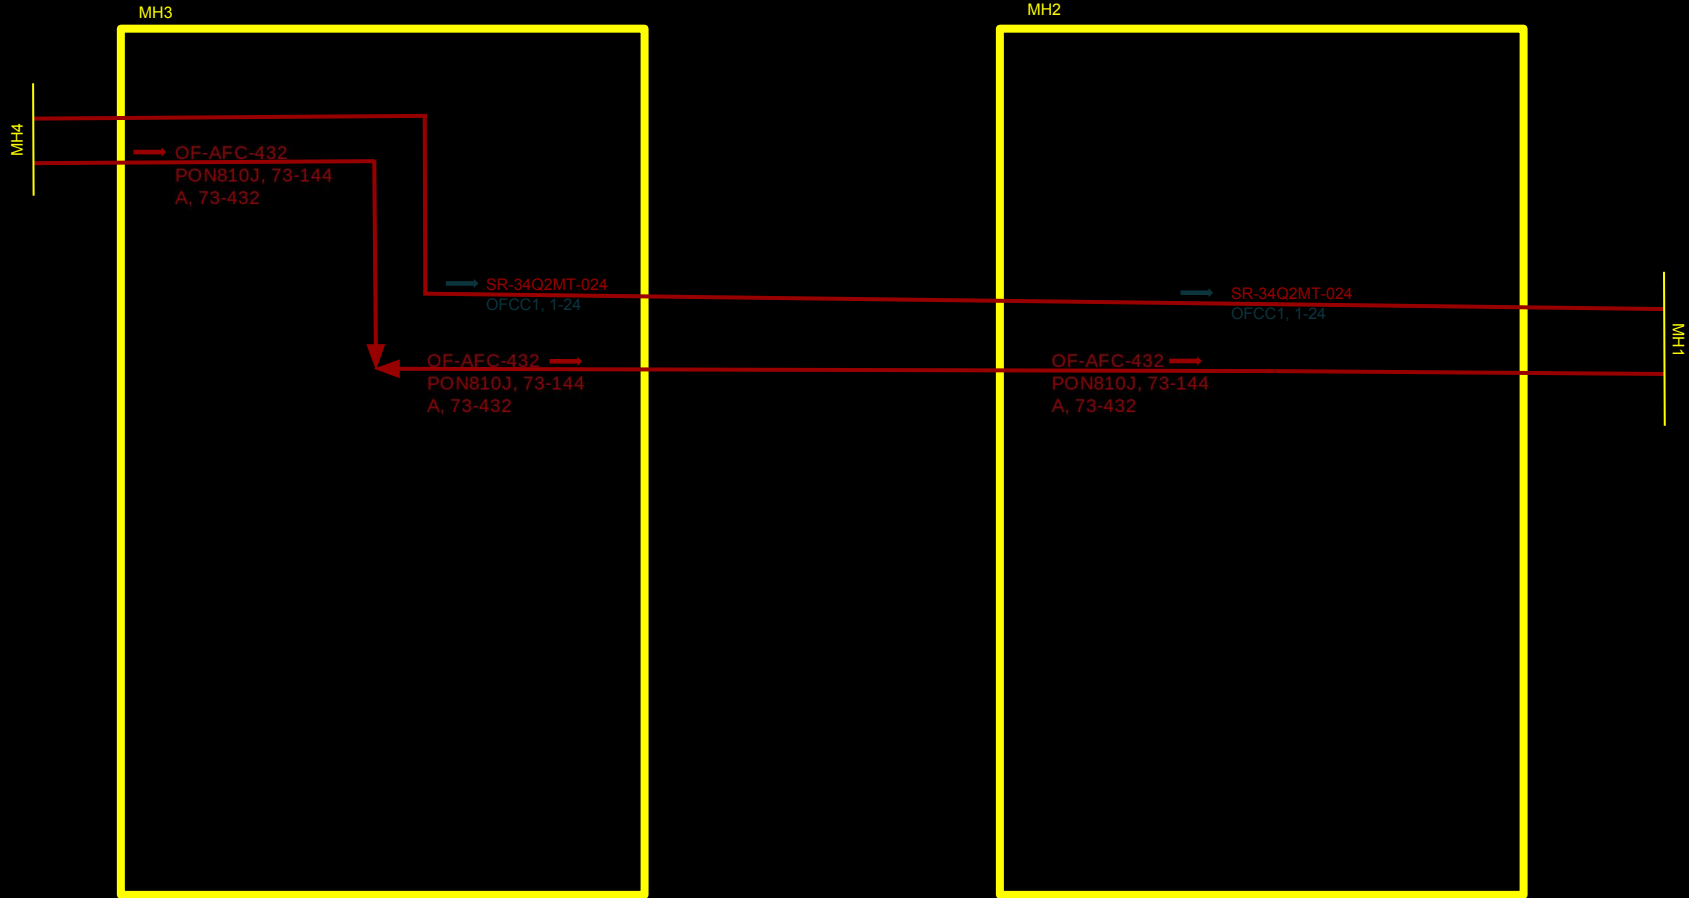 MH3
MH2
MH4
OF-AFC-432
PON810J, 73-144
A, 73-432
SR-34Q2MT-024
OFCC1, 1-24
SR-34Q2MT-024
OFCC1, 1-24
MH1
OF-AFC-432
PON810J, 73-144
A, 73-432
OF-AFC-432
PON810J, 73-144
A, 73-432